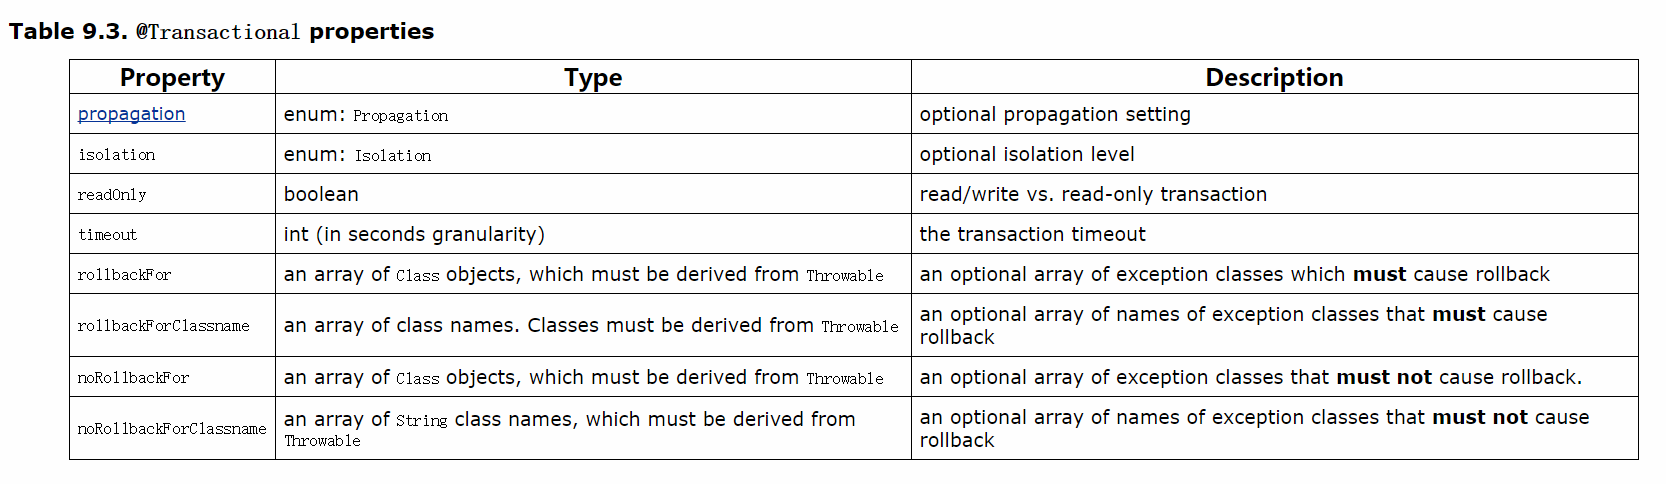 Table 9.3. @Transactional properties
Property Type Description
propagation enum: Propagation optional propagation setting
isolation enum: Isolation optional isolation level
readOnly boolean read/write vs. read-only transaction
timeout int (in seconds granularity) the transaction timeout
rollbackFor an array of Class objects, which must be derived from Throwable an optional array of exception classes which must cause rollback
rollbackForClassname an array of class names. Classes must be derived from Throwable an optional array of names of exception classes that must cause
rollback
noRollbackFor an array of Class objects, which must be derived from Throwable an optional array of exception classes that must not cause rollback.
noRollbackForClassname an array of String class names, which must be derived from
Throwable
an optional array of names of exception classes that must not cause
rollback